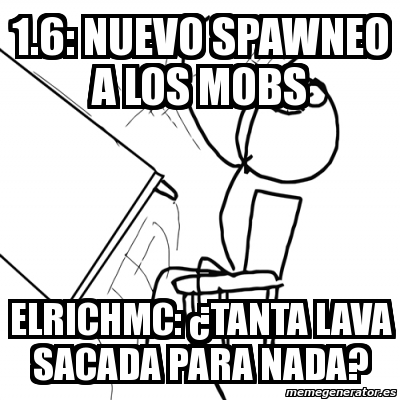 1.6: NUEVO SPAWNEO
A LOS MOBS
ELRICHMC: ¿TANTA LAVA
SACADA PARA NADA?
memegenerator.es